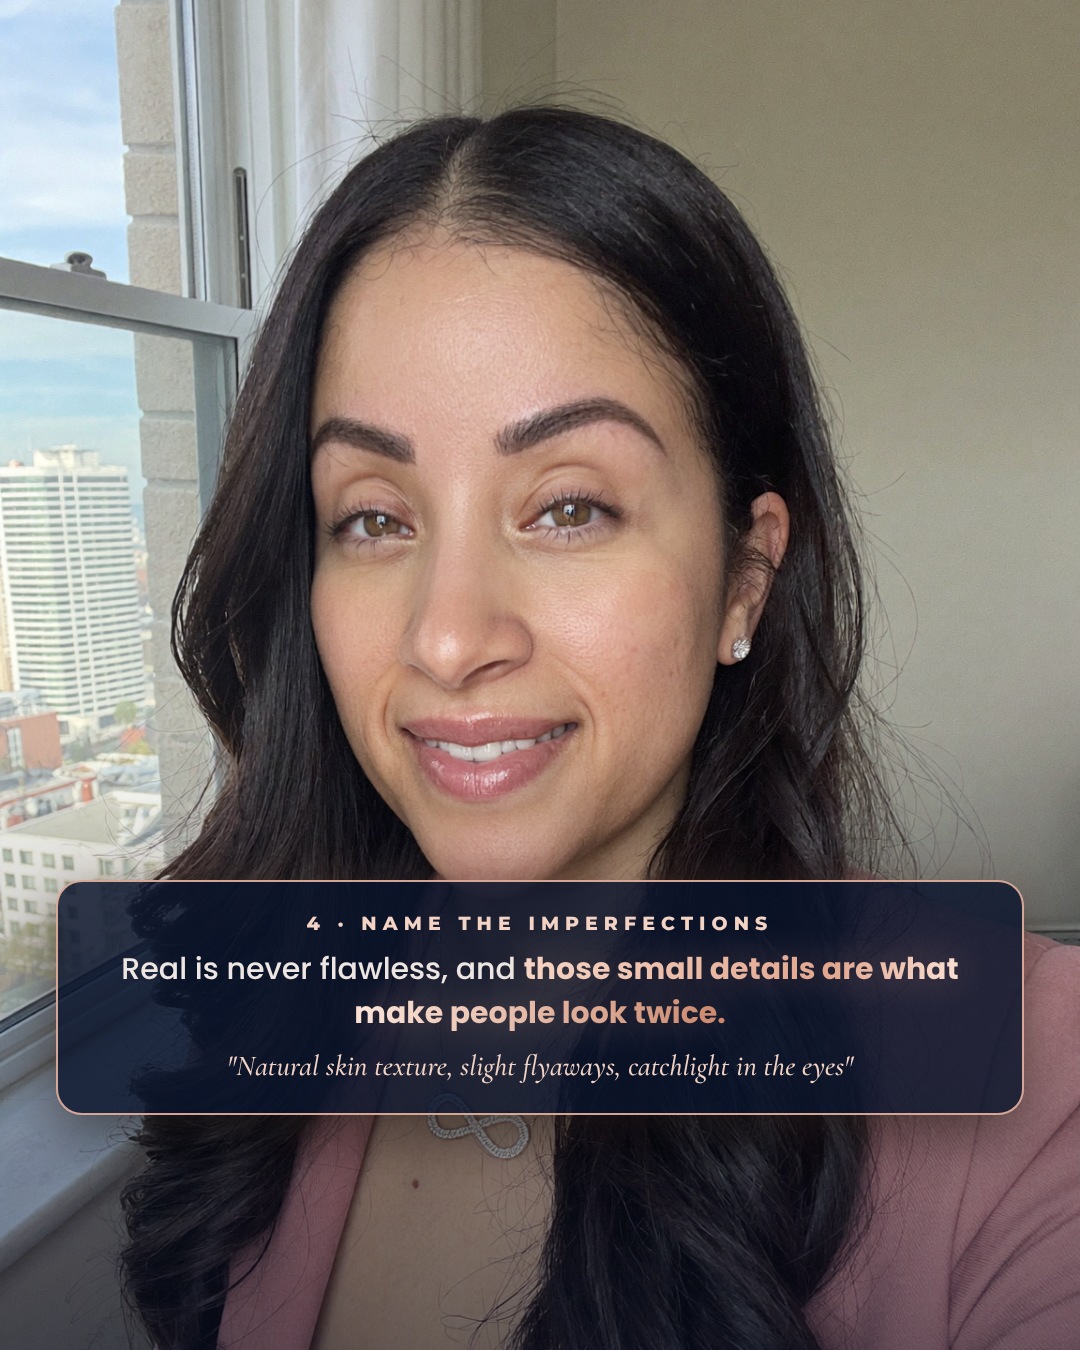 4 · NAME THE IMPERFECTIONS
Real is never flawless, and those small details are what
make people look twice.
"Natural skin texture, slight flyaways, catchlight in the eyes"